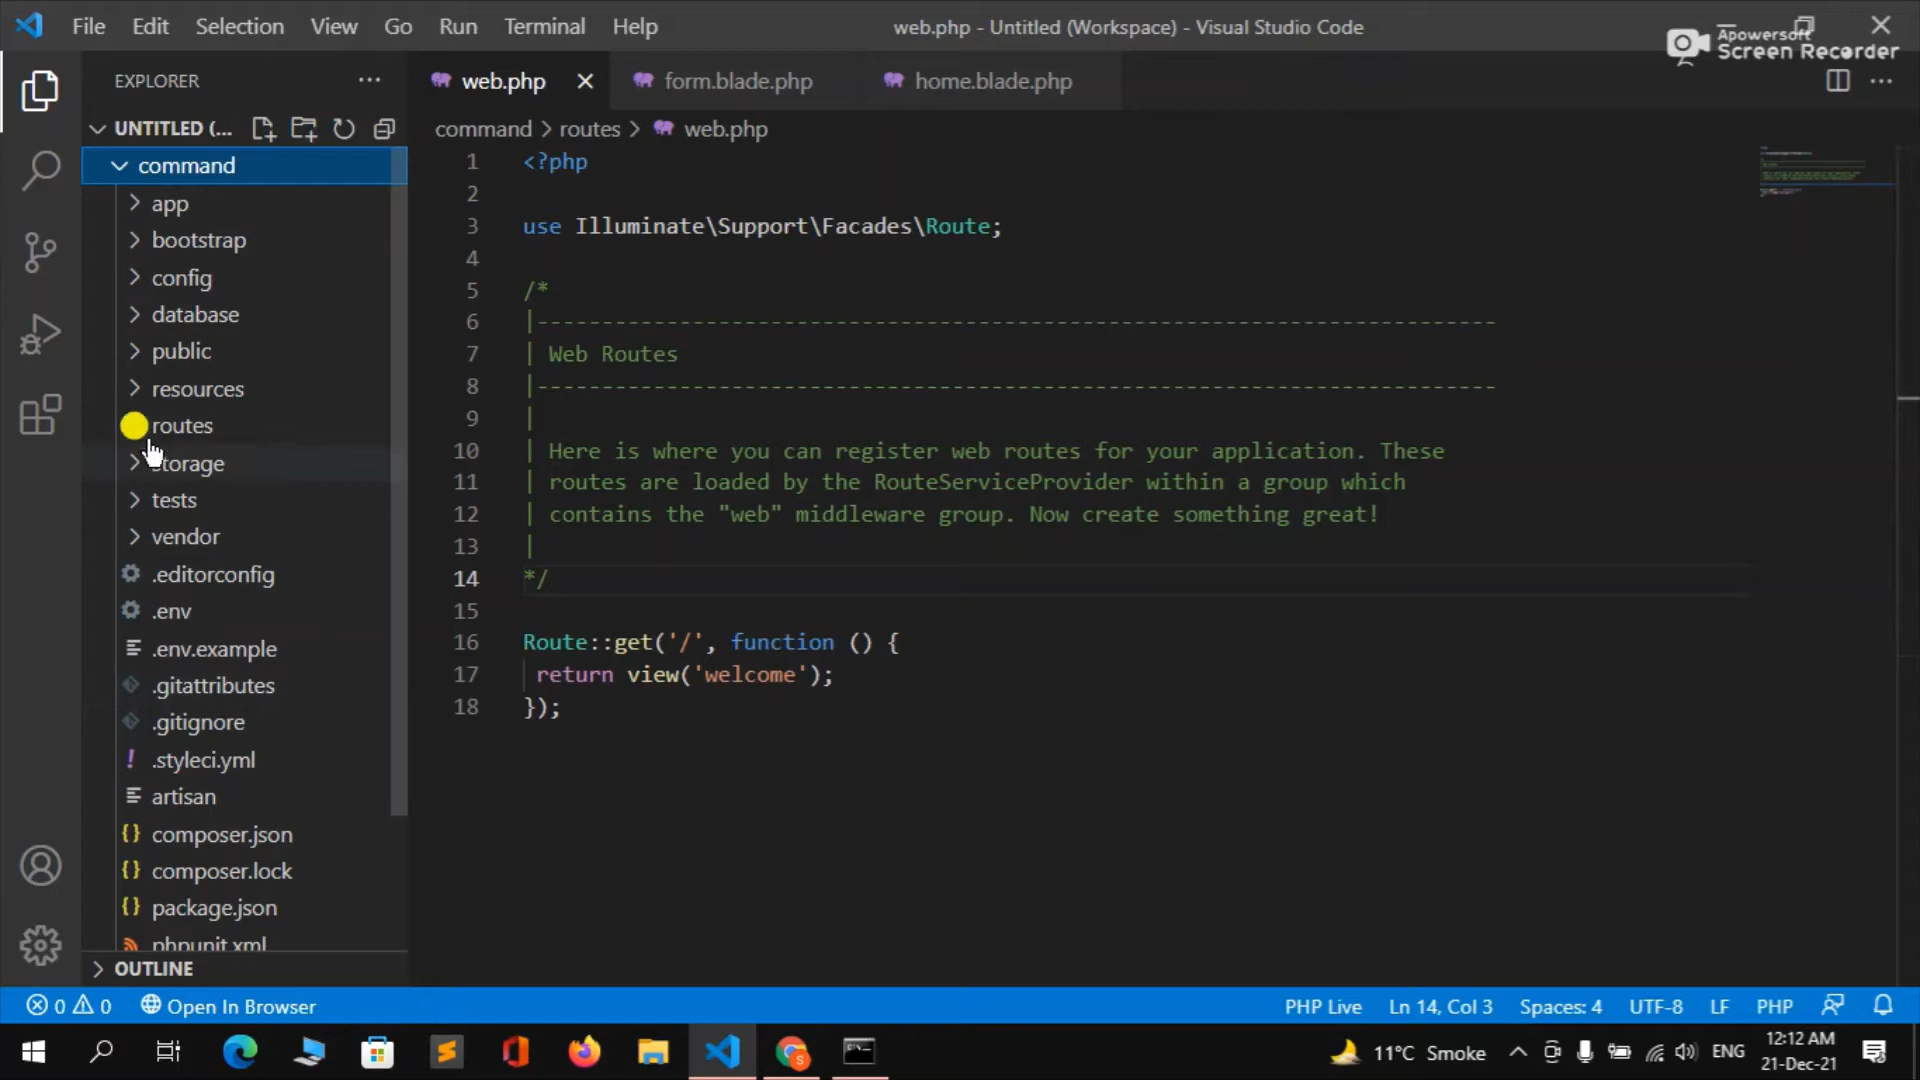 File Edit Selection View Go Run Terminal Help
web.php - Untitled (Workspace) - Visual Studio Code
Apowersoft
Screen Recorder
EXPLORER
web.php
form.blade.php
home.blade.php
UNTITLED (...
command > routes > web.php
command
app
bootstrap
config
database
public
resources
routes
storage
tests
vendor
.editorconfig
.env
.env.example
.gitattributes
.gitignore
.styleci.yml
artisan
composer.json
composer.lock
package.json
phpunit.xml
OUTLINE
1 <?php
2
3 use Illuminate\Support\Facades\Route;
4
5 /*
6 |--------------------------------------------------------------------------
7 | Web Routes
8 |--------------------------------------------------------------------------
9 |
10 | Here is where you can register web routes for your application. These
11 | routes are loaded by the RouteServiceProvider within a group which
12 | contains the "web" middleware group. Now create something great!
13 |
14 */
15
16 Route::get('/', function () {
17 return view('welcome');
18 });
0 0 Open In Browser
PHP Live Ln 14, Col 3 Spaces: 4 UTF-8 LF PHP
11°C Smoke
ENG
12:12 AM
21-Dec-21